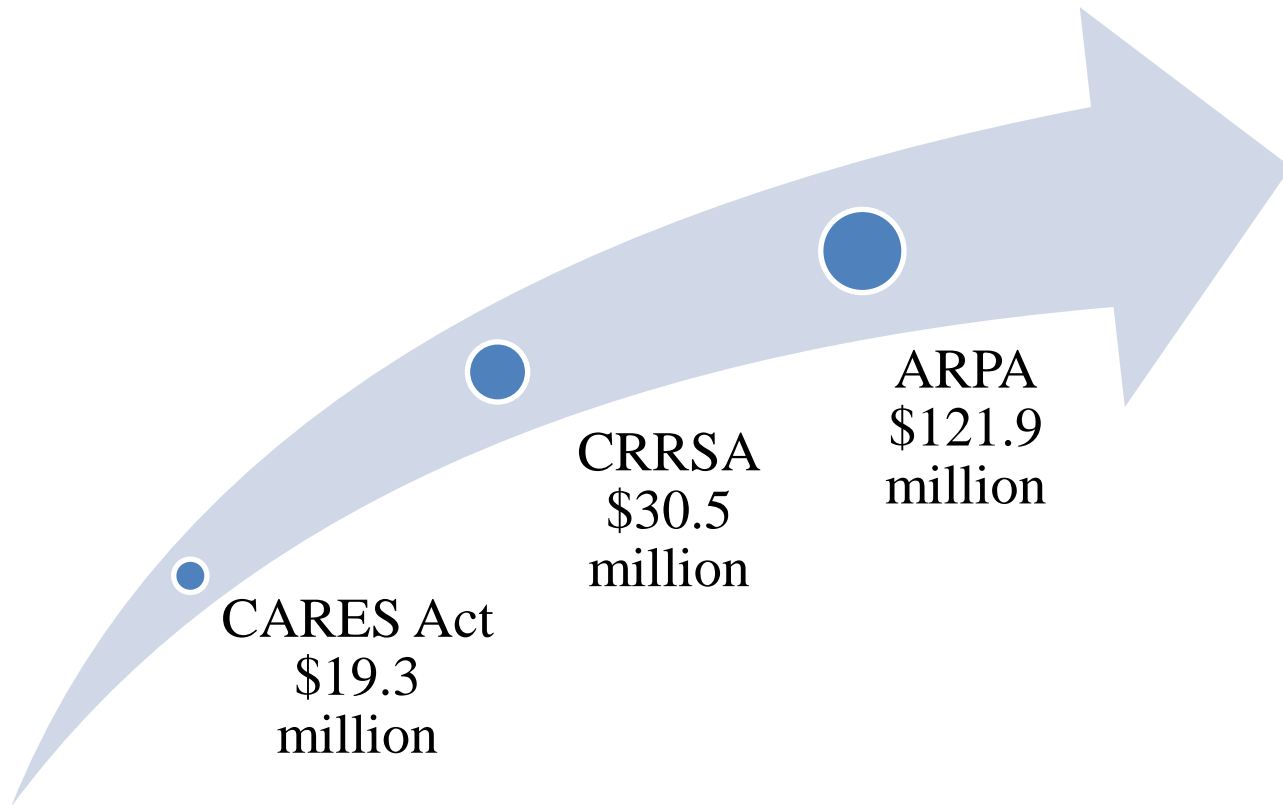 CARES Act
$19.3
million
CRRSA
$30.5
million
ARPA
$121.9
million